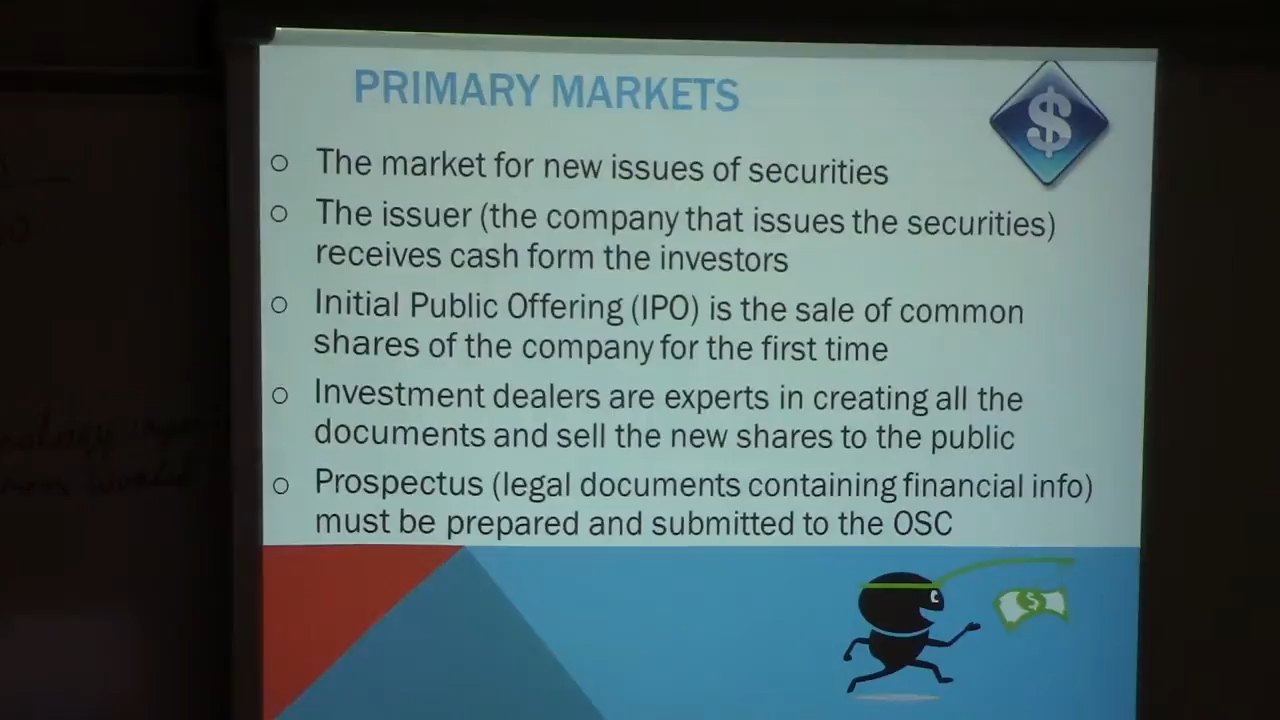 PRIMARY MARKETS
$
○ The market for new issues of securities
○ The issuer (the company that issues the securities)
receives cash form the investors
○ Initial Public Offering (IPO) is the sale of common
shares of the company for the first time
○ Investment dealers are experts in creating all the
documents and sell the new shares to the public
○ Prospectus (legal documents containing financial info)
must be prepared and submitted to the OSC
$